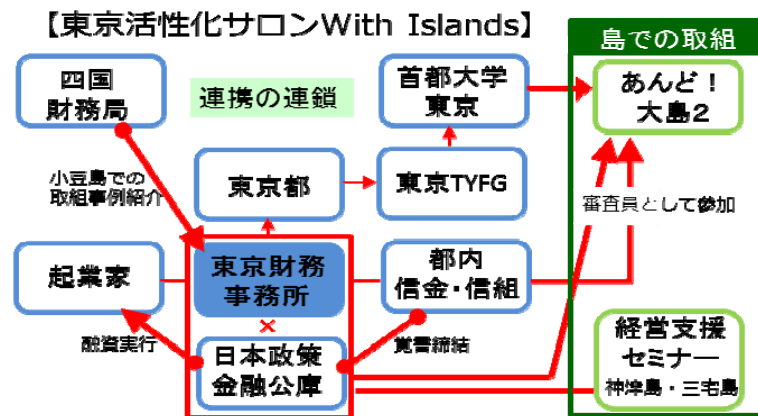 【東京活性化サロンWith Islands】
島での取組
四国
財務局
連携の連鎖
首都大学
東京
あんど！
大島2
小豆島での
取組事例紹介
東京都
東京TYFG
審査員として参加
起業家
東京財務
事務所
都内
信金・信組
×
融資実行
日本政策
金融公庫
覚書締結
経営支援
セミナー
神津島・三宅島